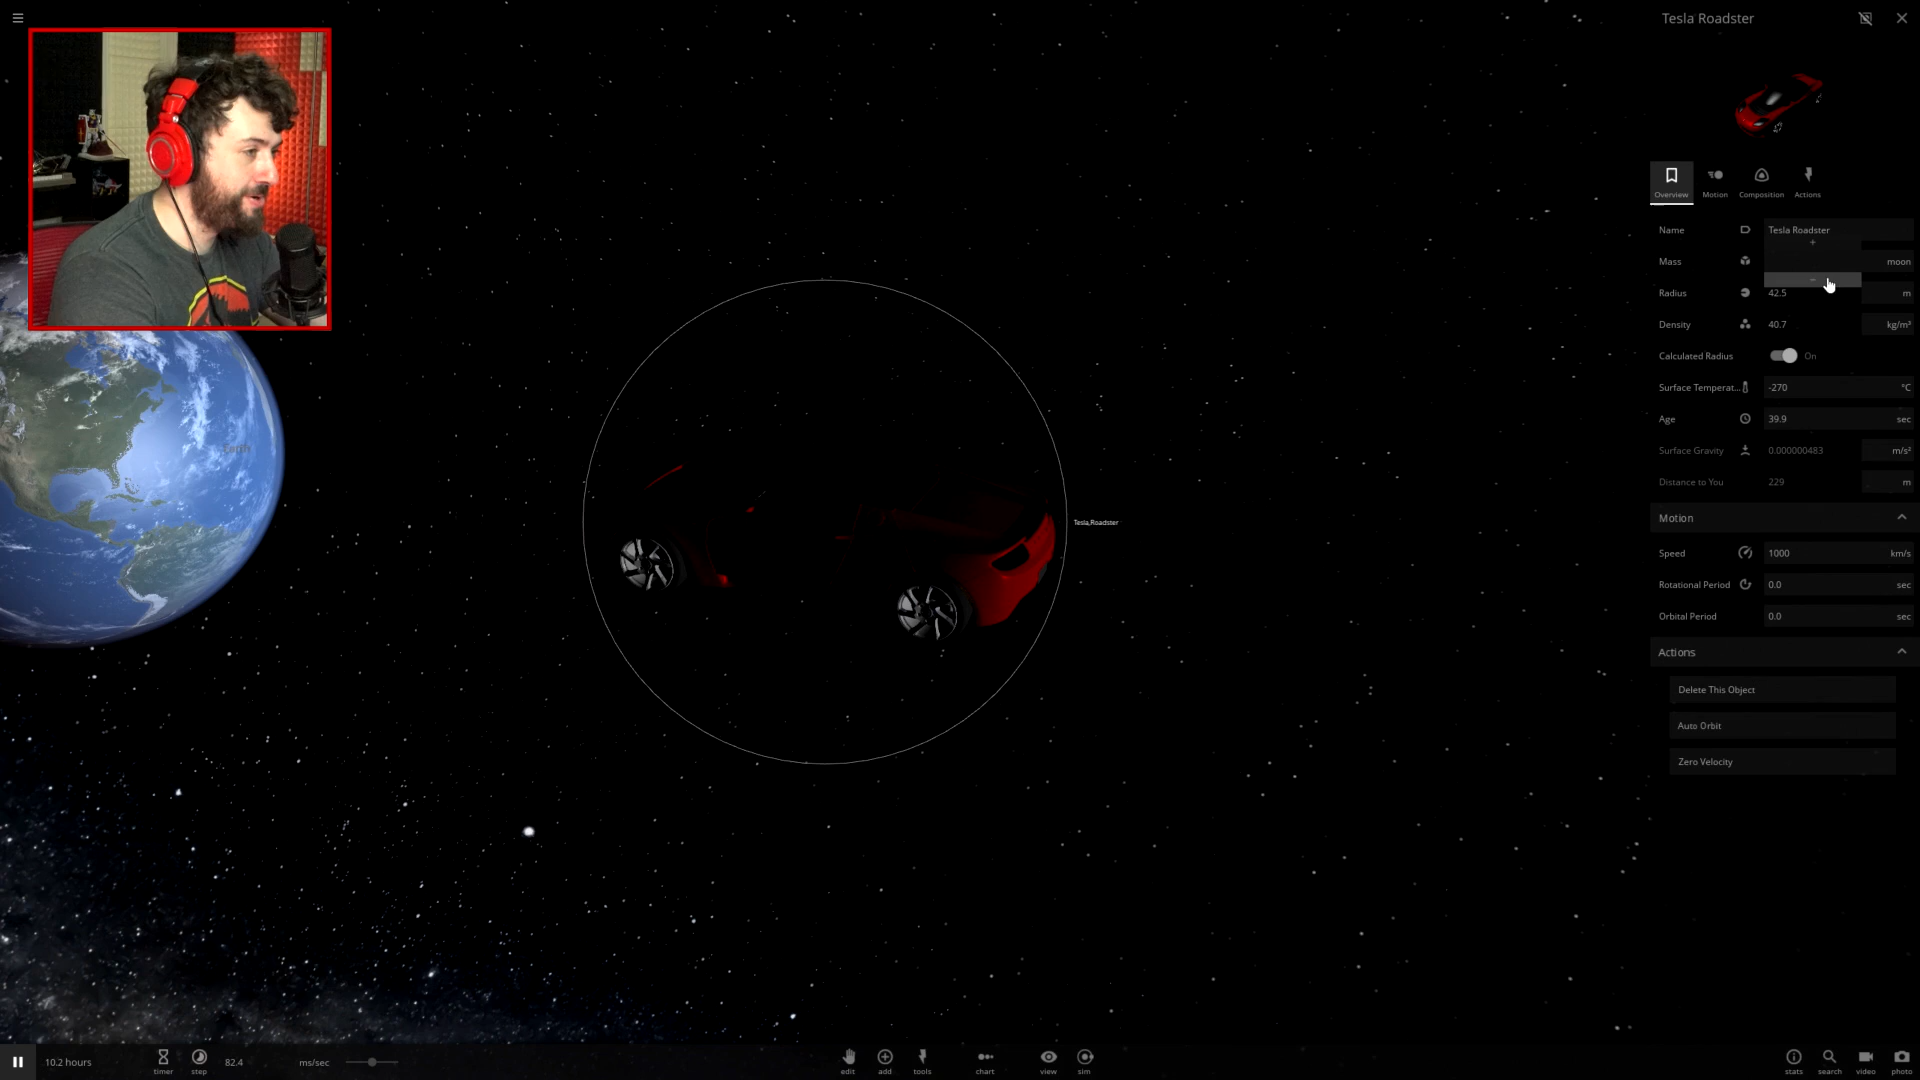 Tesla Roadster
Overview
Motion
Composition
Actions
Name
Tesla Roadster
+
Mass
moon
-
Radius
42.5
m
Density
40.7
kg/m³
Calculated Radius
On
Surface Temperat...
-270
°C
Age
39.9
sec
Surface Gravity
0.000000483
m/s²
Distance to You
229
m
Motion
Speed
1000
km/s
Rotational Period
0.0
sec
Orbital Period
0.0
sec
Actions
Delete This Object
Auto Orbit
Zero Velocity
Earth
Tesla Roadster
10.2 hours
timer
step
82.4
ms/sec
edit
add
tools
chart
view
sim
stats
search
video
photo